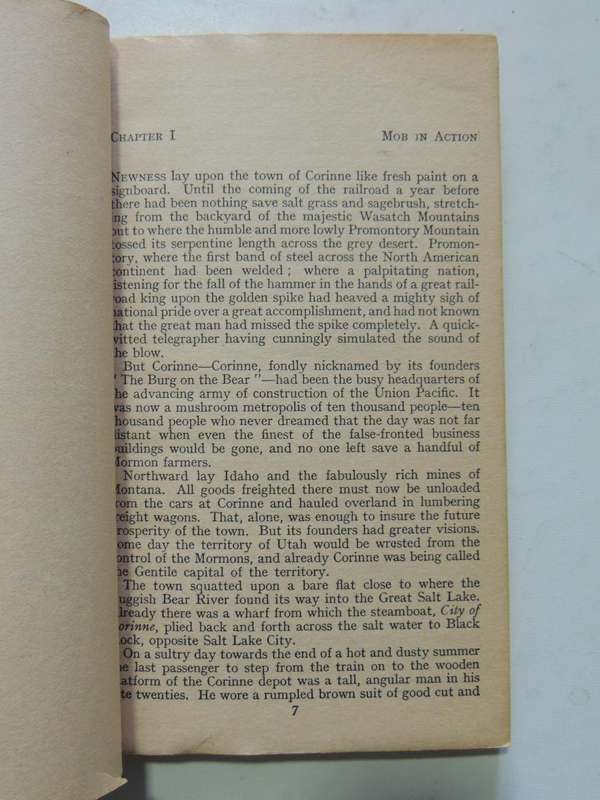 CHAPTER I
MOB IN ACTION
NEWNESS lay upon the town of Corinne like fresh paint on a
signboard. Until the coming of the railroad a year before
there had been nothing save salt grass and sagebrush, stretch-
ing from the backyard of the majestic Wasatch Mountains
out to where the humble and more lowly Promontory Mountain
tossed its serpentine length across the grey desert. Promon-
tory, where the first band of steel across the North American
continent had been welded ; where a palpitating nation,
listening for the fall of the hammer in the hands of a great rail-
road king upon the golden spike had heaved a mighty sigh of
national pride over a great accomplishment, and had not known
that the great man had missed the spike completely. A quick-
witted telegrapher having cunningly simulated the sound of
the blow.
But Corinne—Corinne, fondly nicknamed by its founders
" The Burg on the Bear "—had been the busy headquarters of
the advancing army of construction of the Union Pacific. It
was now a mushroom metropolis of ten thousand people—ten
thousand people who never dreamed that the day was not far
distant when even the finest of the false-fronted business
buildings would be gone, and no one left save a handful of
Mormon farmers.
Northward lay Idaho and the fabulously rich mines of
Montana. All goods freighted there must now be unloaded
from the cars at Corinne and hauled overland in lumbering
freight wagons. That, alone, was enough to insure the future
prosperity of the town. But its founders had greater visions.
Some day the territory of Utah would be wrusted from the
control of the Mormons, and already Corinne was being called
the Gentile capital of the territory.
The town squatted upon a bare flat close to where the
sluggish Bear River found its way into the Great Salt Lake.
Already there was a wharf from which the steamboat, City of
Corinne, plied back and forth across the salt water to Black
Rock, opposite Salt Lake City.
On a sultry day towards the end of a hot and dusty summer
the last passenger to step from the train on to the wooden
platform of the Corinne depot was a tall, angular man in his
late twenties. He wore a rumpled brown suit of good cut and
7